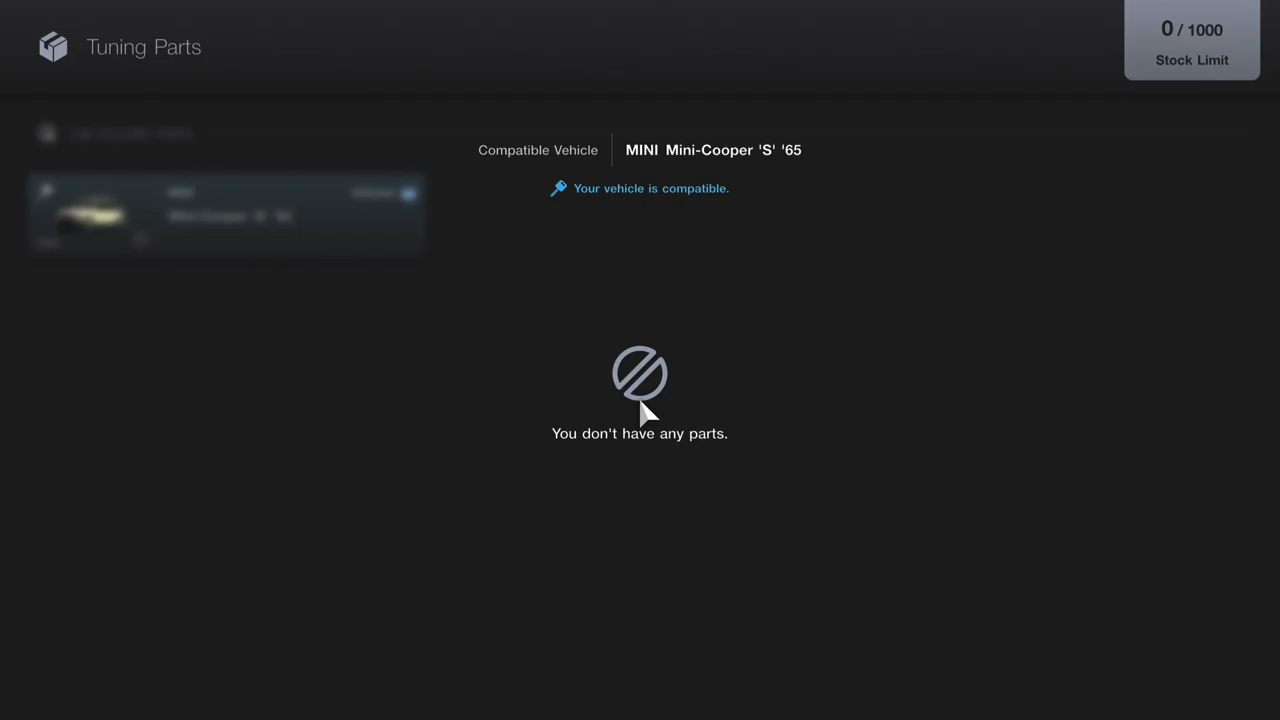 Tuning Parts
0 / 1000
Stock Limit
Compatible Vehicle
MINI Mini-Cooper 'S' '65
Your vehicle is compatible.
You don't have any parts.